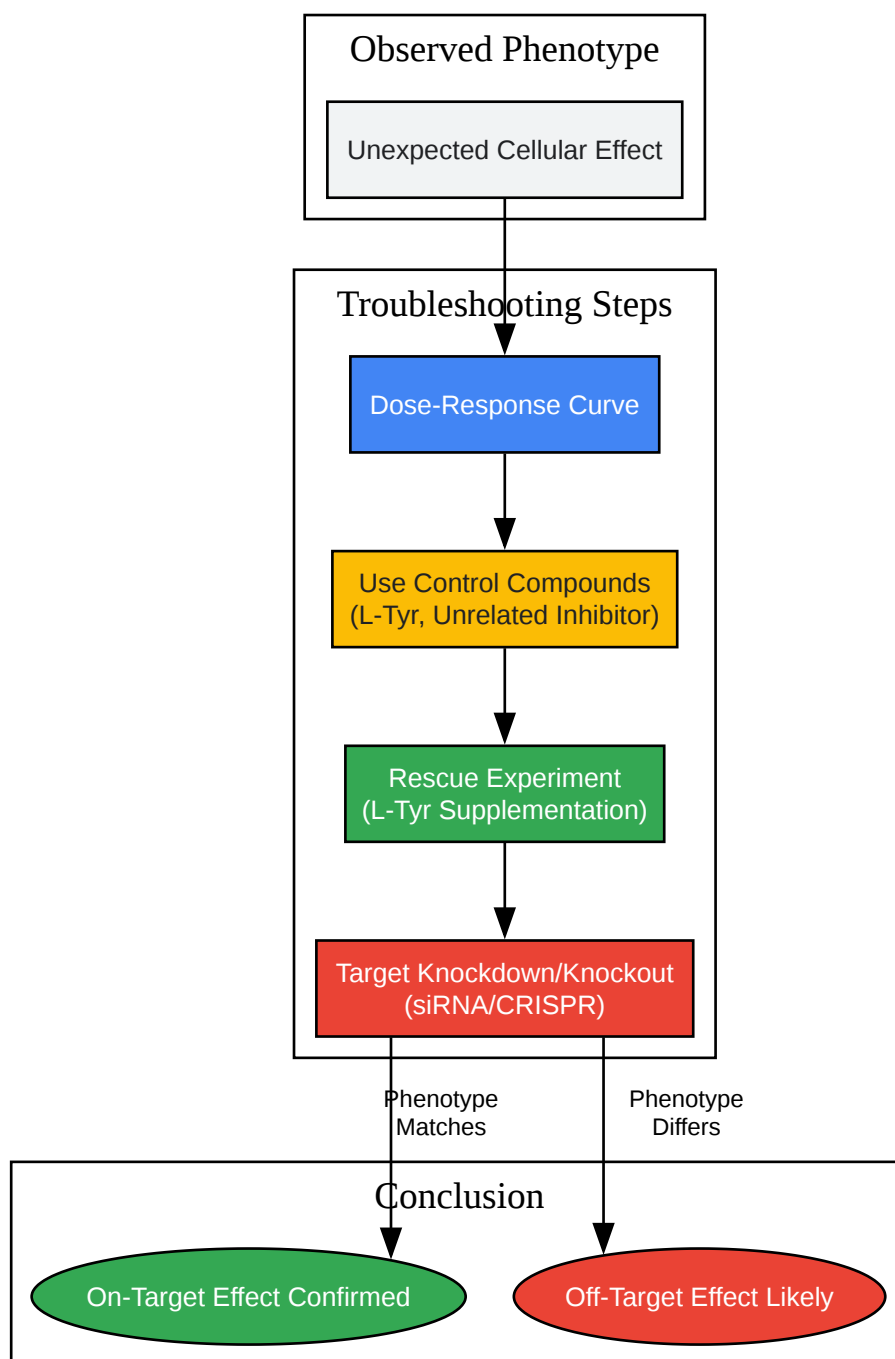 Observed Phenotype
Unexpected Cellular Effect
Troubleshooting Steps
Dose-Response Curve
Use Control Compounds
(L-Tyr, Unrelated Inhibitor)
Rescue Experiment
(L-Tyr Supplementation)
Target Knockdown/Knockout
(siRNA/CRISPR)
Phenotype
Matches
Phenotype
Differs
Conclusion
On-Target Effect Confirmed
Off-Target Effect Likely